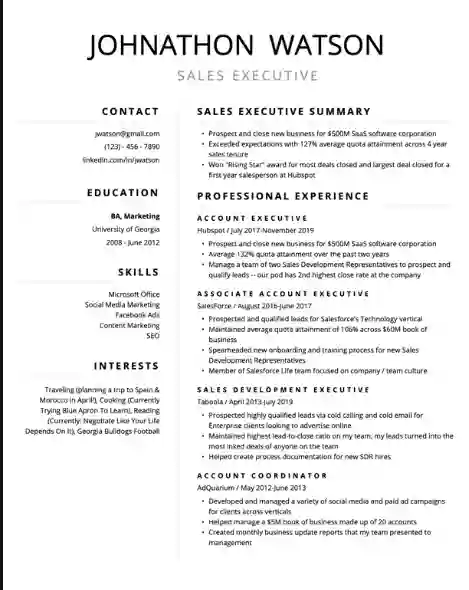 JOHNATHON WATSON
SALES EXECUTIVE
CONTACT
jwatson@gmail.com
(123) - 456 - 7890
linkedin.com/in/jwatson
EDUCATION
BA, Marketing
University of Georgia
2008 - June 2012
SKILLS
Microsoft Office
Social Media Marketing
Facebook Ads
Content Marketing
SEO
INTERESTS
Traveling (planning a trip to Spain &
Morocco in April), Cooking (Currently
Trying Blue Apron To Learn), Reading
(Currently: Negotiate Like Your Life
Depends On It), Georgia Bulldogs Football
SALES EXECUTIVE SUMMARY
• Prospect and close new business for $500M SaaS software corporation
• Exceeded expectations with 127% average quota attainment across 4 year
sales tenure
• Won "Rising Star" award for most deals closed and largest deal closed for a
first year salesperson at Hubspot
PROFESSIONAL EXPERIENCE
ACCOUNT EXECUTIVE
Hubspot / July 2017-November 2019
• Prospect and close new business for $500M SaaS software corporation
• Average 132% quota attainment over the past two years
• Manage a team of two Sales Development Representatives to prospect and
qualify leads -- our pod has 2nd highest close rate at the company
ASSOCIATE ACCOUNT EXECUTIVE
SalesForce / August 2016-June 2017
• Prospected and qualified leads for Salesforce's Technology vertical
• Maintained average quota attainment of 106% across $60M book of
business
• Spearheaded new onboarding and training process for new Sales
Development Representatives
• Member of Salesforce Life team focused on company / team culture
SALES DEVELOPMENT EXECUTIVE
Taboola / April 2013-July 2019
• Prospected highly qualified leads via cold calling and cold email for
Enterprise clients looking to advertise online
• Maintained highest lead-to-close ratio on my team, my leads turned into the
most inked deals of anyone on the team
• Helped create process documentation for new SDR hires
ACCOUNT COORDINATOR
AdQuarium / May 2012-June 2013
• Developed and managed a variety of social media and paid ad campaigns
for clients across verticals
• Helped manage a $5M book of business made up of 20 accounts
• Created monthly business update reports that my team presented to
management